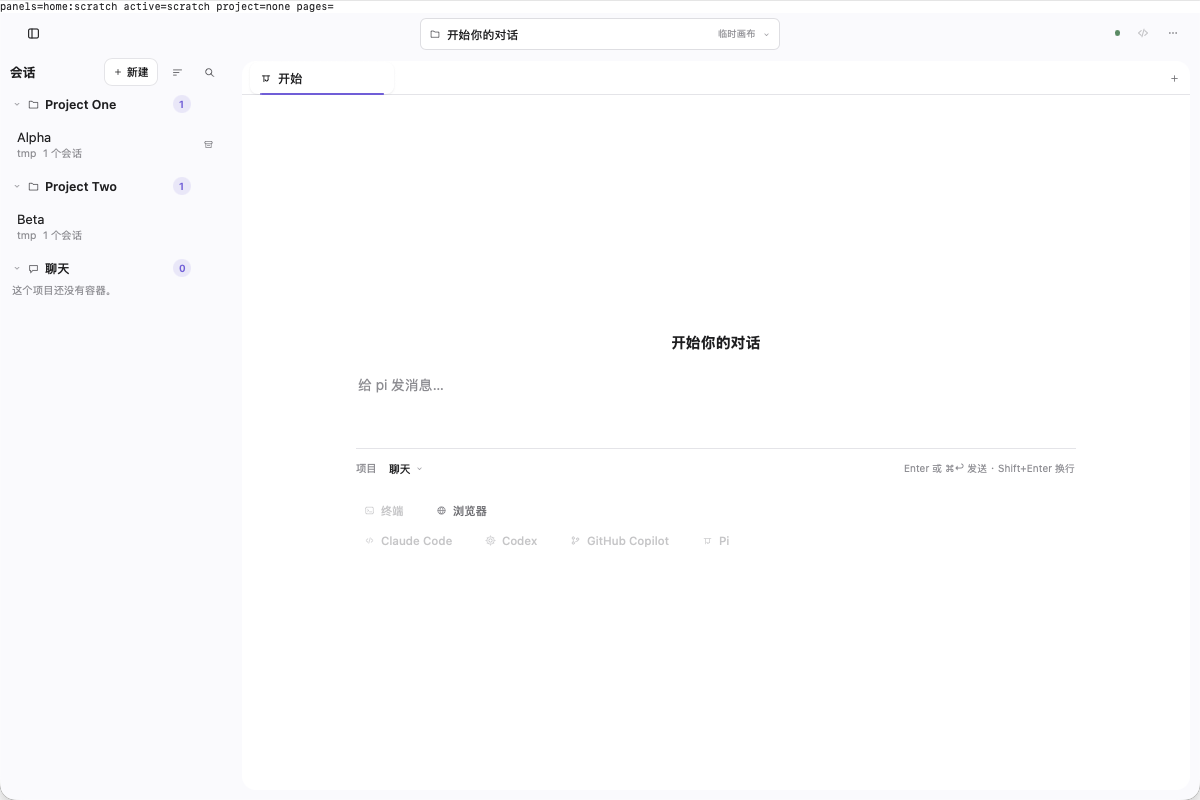 panels=home:scratch active=scratch project=none pages=
开始你的对话 临时画布
会话 + 新建
开始 +
Project One 1
Alpha
tmp 1 个会话
Project Two 1
Beta
tmp 1 个会话
聊天 0
这个项目还没有容器。
开始你的对话
给 pi 发消息...
项目 聊天 Enter 或 ⌘↩ 发送 · Shift+Enter 换行
终端 浏览器
Claude Code Codex GitHub Copilot Pi